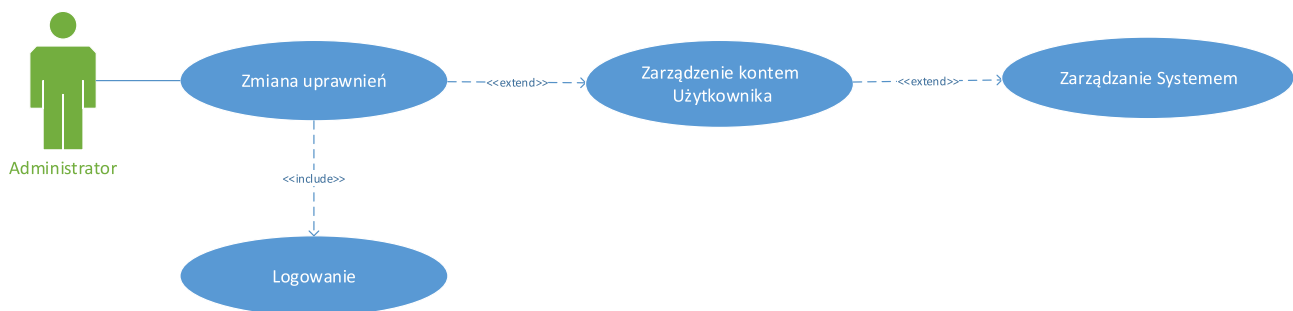 Zmiana uprawnień
<<extend>>
Zarządzenie kontem
Użytkownika
<<extend>>
Zarządzanie Systemem
Administrator
<<include>>
Logowanie